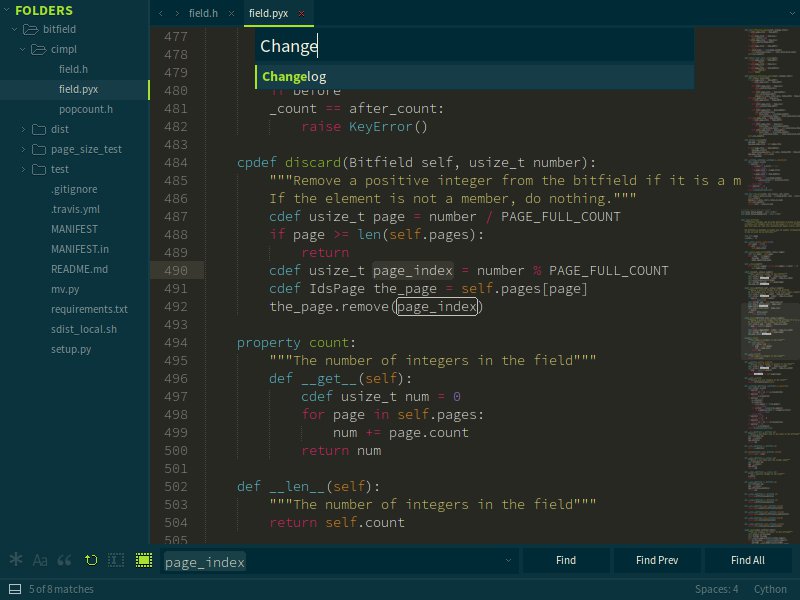 FOLDERS
bitfield
cimpl
field.h
field.pyx
popcount.h
dist
page_size_test
test
.gitignore
.travis.yml
MANIFEST
MANIFEST.in
README.md
mv.py
requirements.txt
sdist_local.sh
setup.py
field.h ×
field.pyx ×
Change
Changelog
477
478
479
480 if before
481 _count == after_count:
482 raise KeyError()
483
484 cpdef discard(Bitfield self, usize_t number):
485 """Remove a positive integer from the bitfield if it is a m
486 If the element is not a member, do nothing."""
487 cdef usize_t page = number / PAGE_FULL_COUNT
488 if page >= len(self.pages):
489 return
490 cdef usize_t page_index = number % PAGE_FULL_COUNT
491 cdef IdsPage the_page = self.pages[page]
492 the_page.remove(page_index)
493
494 property count:
495 """The number of integers in the field"""
496 def __get__(self):
497 cdef usize_t num = 0
498 for page in self.pages:
499 num += page.count
500 return num
501
502 def __len__(self):
503 """The number of integers in the field"""
504 return self.count
505
Aa page_index Find Find Prev Find All
5 of 8 matches Spaces: 4 Cython